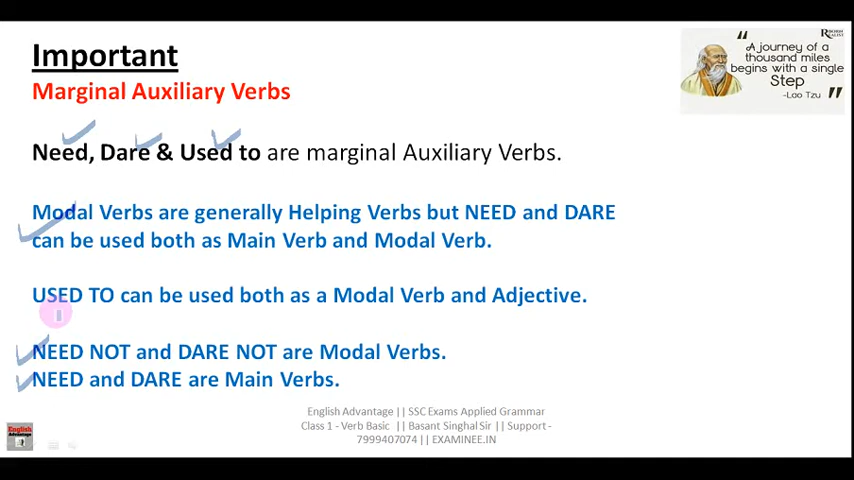 Important
Marginal Auxiliary Verbs
"A journey of a
thousand miles
begins with a single
Step
-Lao Tzu "
Need, Dare & Used to are marginal Auxiliary Verbs.
Modal Verbs are generally Helping Verbs but NEED and DARE
can be used both as Main Verb and Modal Verb.
USED TO can be used both as a Modal Verb and Adjective.
NEED NOT and DARE NOT are Modal Verbs.
NEED and DARE are Main Verbs.
English Advantage || SSC Exams Applied Grammar
Class 1 - Verb Basic || Basant Singhal Sir || Support -
7999407074 || EXAMINEE.IN
English
Advantage